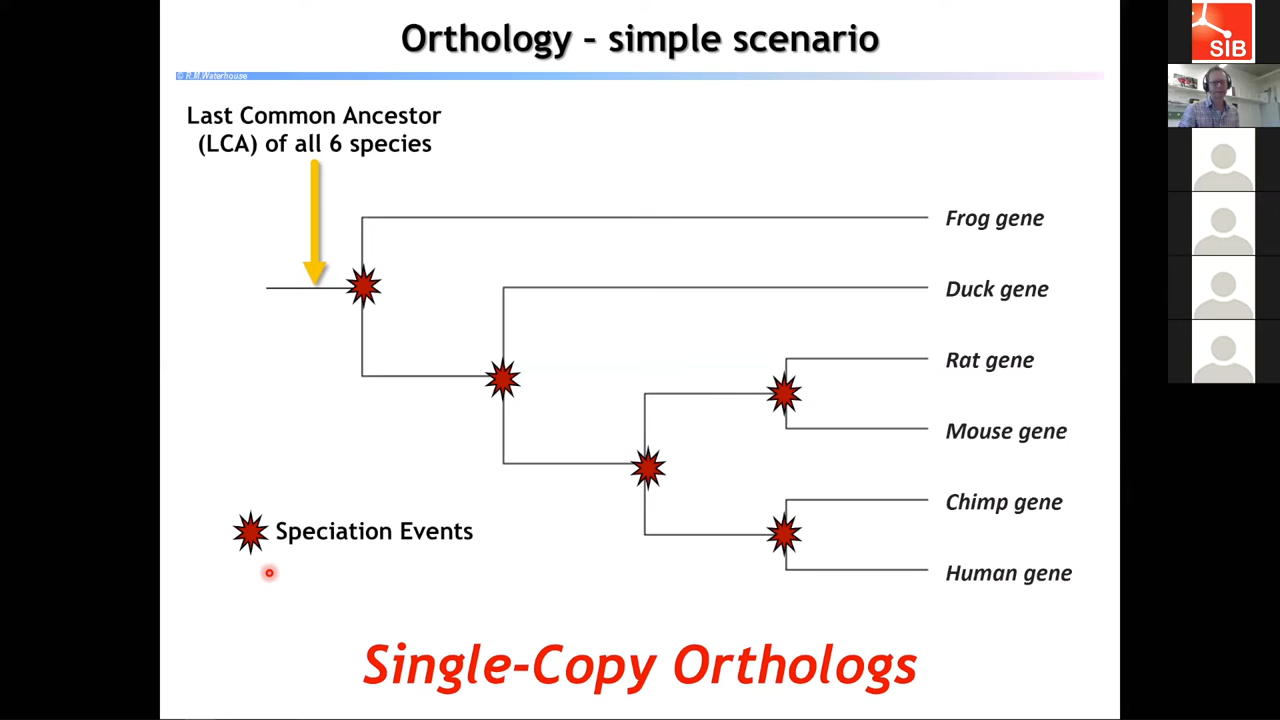 Orthology – simple scenario
© R.M.Waterhouse
Last Common Ancestor
(LCA) of all 6 species
Frog gene
Duck gene
Rat gene
Mouse gene
Chimp gene
Human gene
Speciation Events
Single-Copy Orthologs
SIB